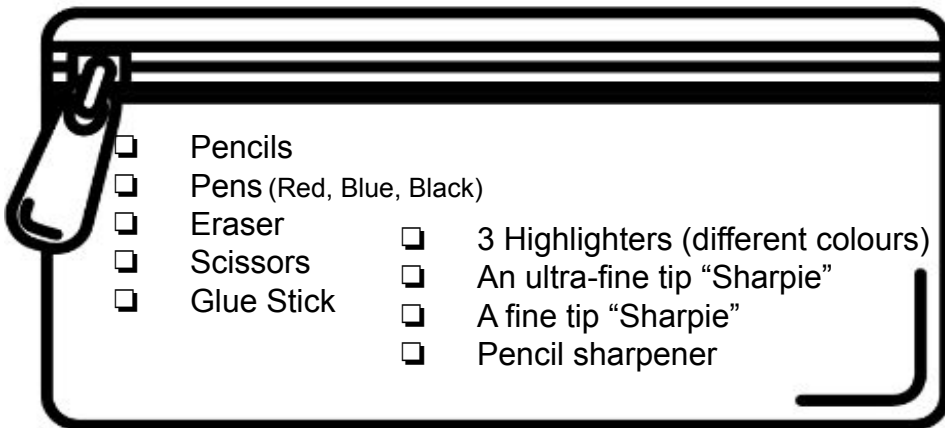 ❏ Pencils
❏ Pens (Red, Blue, Black)
❏ Eraser
❏ Scissors
❏ Glue Stick
❏ 3 Highlighters (different colours)
❏ An ultra-fine tip “Sharpie”
❏ A fine tip “Sharpie”
❏ Pencil sharpener